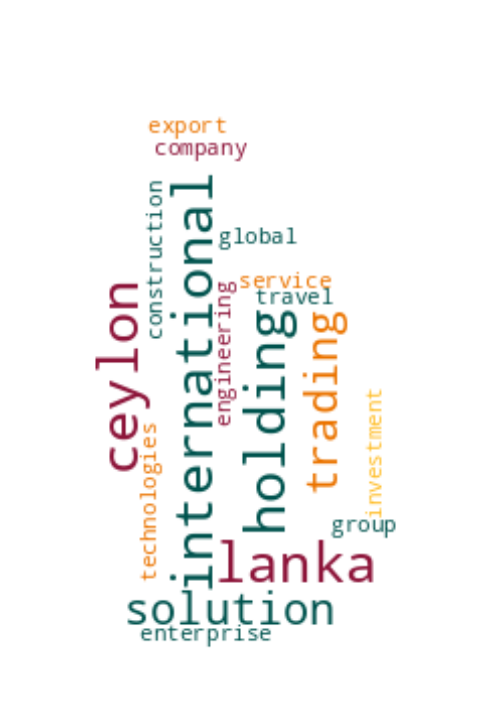 export
company
construction
international
global
ceylon
engineering
service
travel
holding
trading
technologies
investment
group
lanka
solution
enterprise